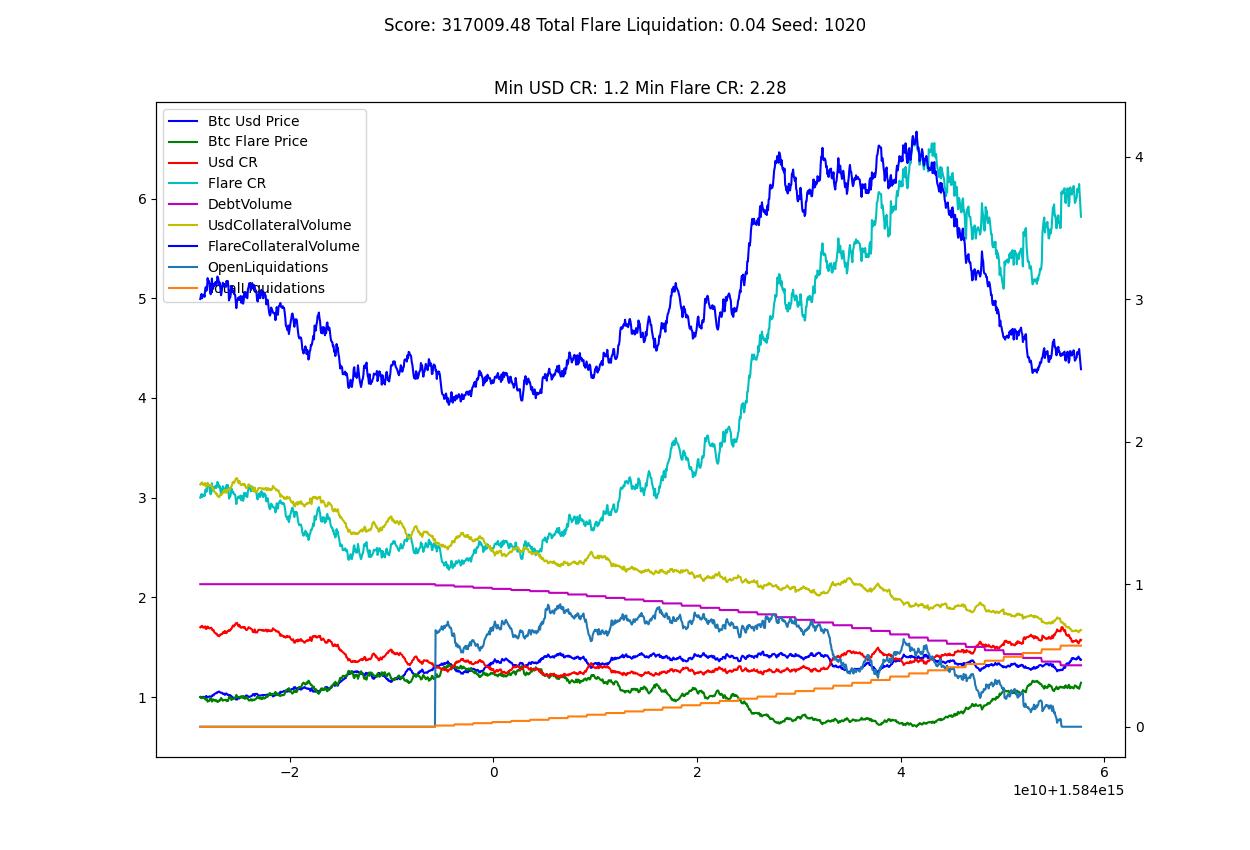 Score: 317009.48 Total Flare Liquidation: 0.04 Seed: 1020
Min USD CR: 1.2 Min Flare CR: 2.28
Btc Usd Price
Btc Flare Price
Usd CR
Flare CR
DebtVolume
UsdCollateralVolume
FlareCollateralVolume
OpenLiquidations
TotalLiquidations
6
5
4
3
2
1
4
3
2
1
0
−2
0
2
4
6
1e10+1.584e15